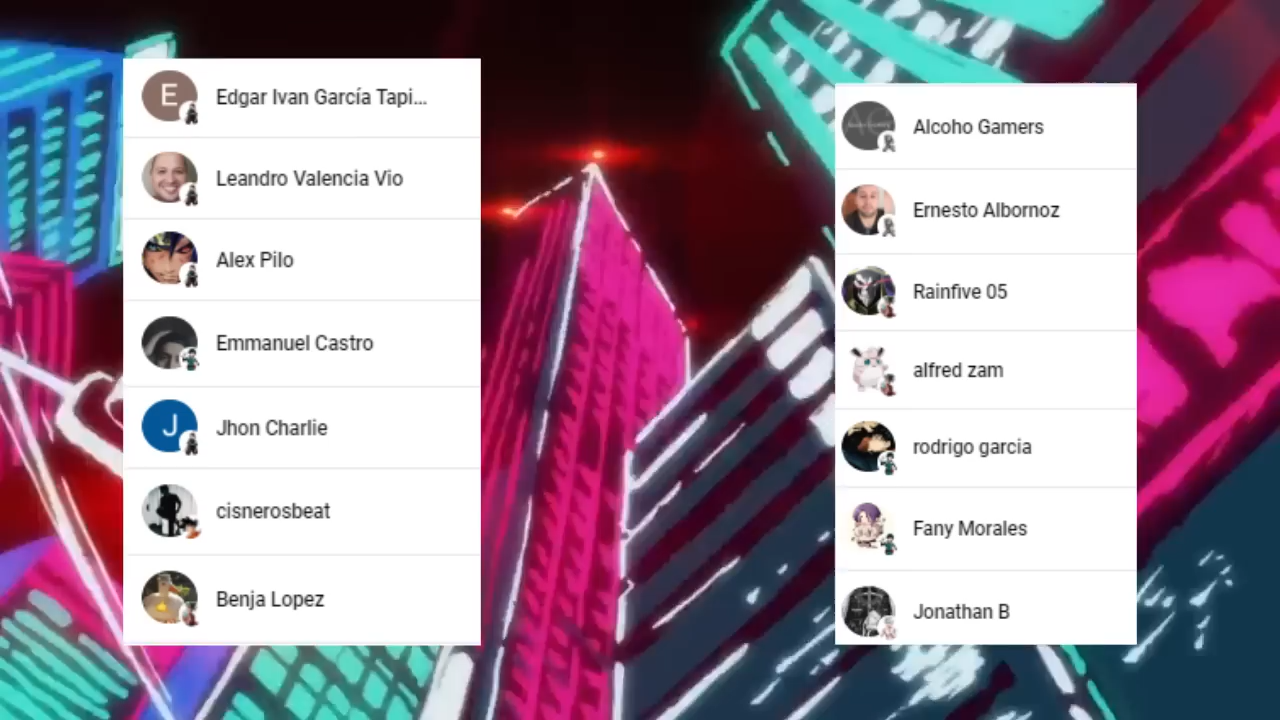 E
Edgar Ivan García Tapi...
Leandro Valencia Vio
Alex Pilo
Emmanuel Castro
J
Jhon Charlie
cisnerosbeat
Benja Lopez
Alcoho Gamers
Ernesto Albornoz
Rainfive 05
alfred zam
rodrigo garcia
Fany Morales
Jonathan B